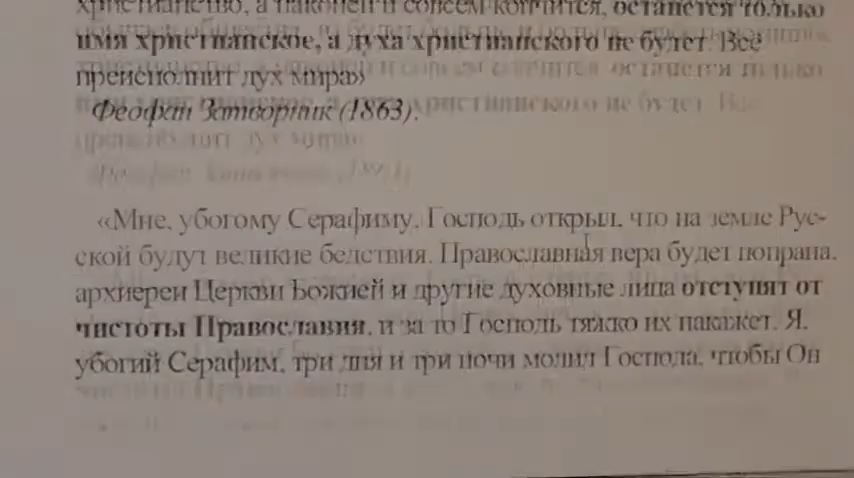 христианство, а наконец и совсем кончится, останется только
имя христианское, а духа христианского не будет. Всё
преисполнит дух мира»
Феофан Затворник (1863).
«Мне, убогому Серафиму, Господь открыл, что на земле Рус-
ской будут великие бедствия. Православная вера будет попрана,
архиереи Церкви Божией и другие духовные лица отступят от
чистоты Православия, и за то Господь тяжко их накажет. Я,
убогий Серафим, три дня и три ночи молил Господа, чтобы Он